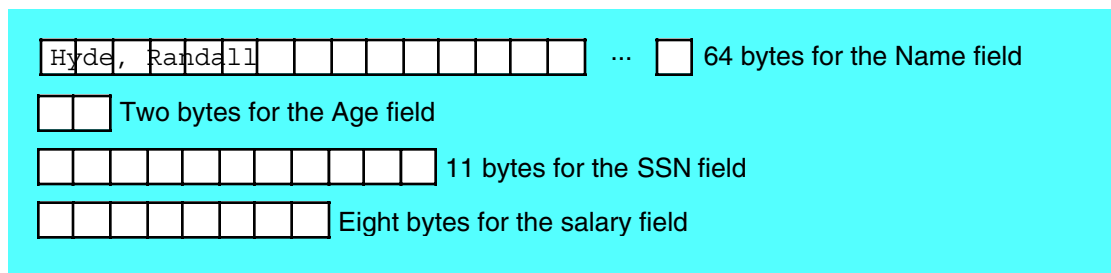 Hyde, Randall ... 64 bytes for the Name field
Two bytes for the Age field
11 bytes for the SSN field
Eight bytes for the salary field